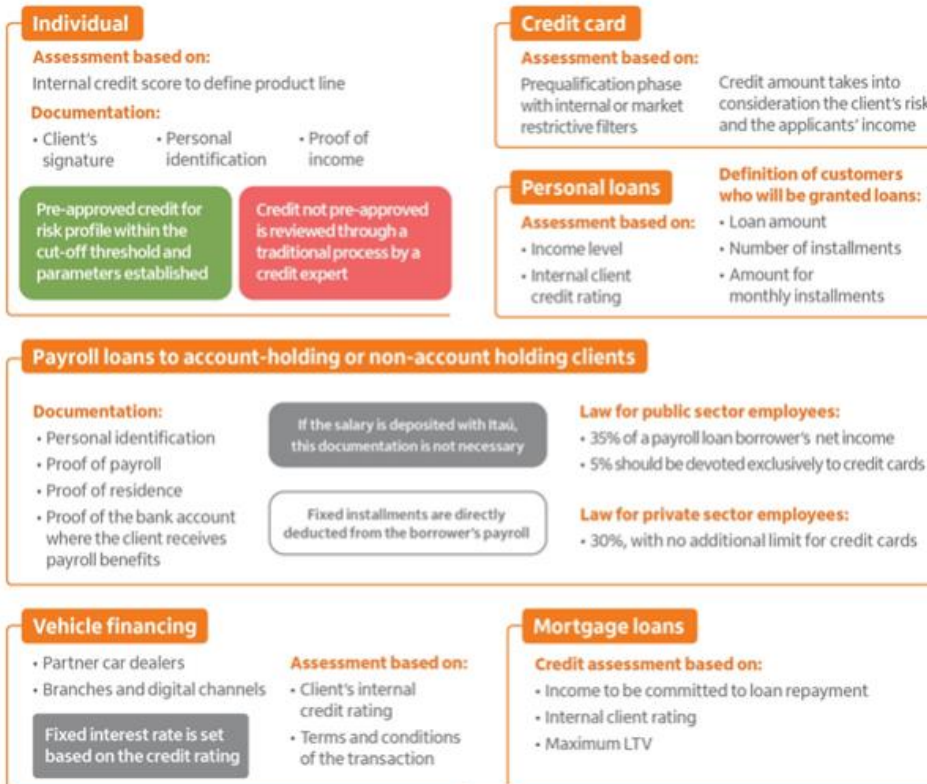 Individual
Assessment based on:
Internal credit score to define product line
Documentation:
• Client's
signature
• Personal
identification
• Proof of
income
Pre-approved credit for
risk profile within the
cut-off threshold and
parameters established
Credit not pre-approved
is reviewed through a
traditional process by a
credit expert
Credit card
Assessment based on:
Prequalification phase
with internal or market
restrictive filters
Credit amount takes into
consideration the client's risk
and the applicants' income
Personal loans
Assessment based on:
• Income level
• Internal client
credit rating
Definition of customers
who will be granted loans:
• Loan amount
• Number of installments
• Amount for
monthly installments
Payroll loans to account-holding or non-account holding clients
Documentation:
• Personal identification
• Proof of payroll
• Proof of residence
• Proof of the bank account
where the client receives
payroll benefits
If the salary is deposited with Itaú,
this documentation is not necessary
Fixed installments are directly
deducted from the borrower's payroll
Law for public sector employees:
• 35% of a payroll loan borrower's net income
• 5% should be devoted exclusively to credit cards
Law for private sector employees:
• 30%, with no additional limit for credit cards
Vehicle financing
• Partner car dealers
• Branches and digital channels
Fixed interest rate is set
based on the credit rating
Assessment based on:
• Client's internal
credit rating
• Terms and conditions
of the transaction
Mortgage loans
Credit assessment based on:
• Income to be committed to loan repayment
• Internal client rating
• Maximum LTV